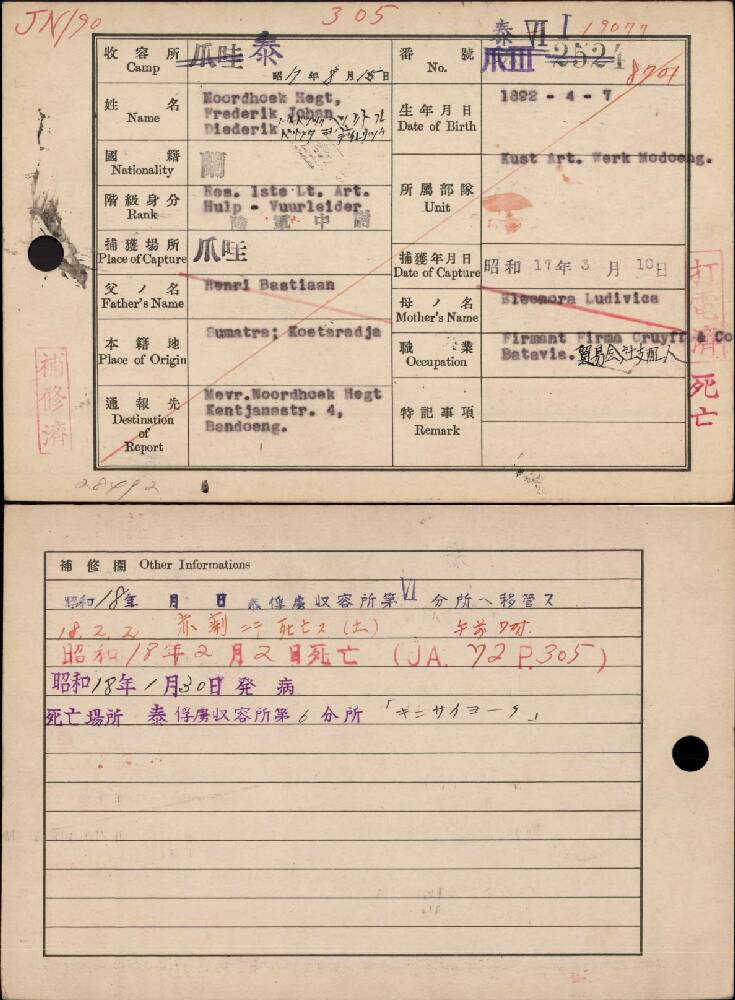 JN/90
305
19077
泰 VI I
8701
收容所
Camp
爪哇 泰
昭17年8月15日
番號
No.
爪III 2524
姓名
Name
Noordhoek Hegt,
Frederik Johan
Diederik
生年月日
Date of Birth
1892 - 4 - 7
國籍
Nationality
蘭
Kust Art. Werk Modoeng.
階級身分
Rank
Res. 1ste Lt. Art.
Hulp - Vuurleider
所屬部隊
Unit
捕獲場所
Place of Capture
爪哇
捕獲年月日
Date of Capture
昭和17年3月10日
父ノ名
Father's Name
Henri Bastiaan
母ノ名
Mother's Name
Eleonora Ludivica
本籍地
Place of Origin
Sumatra; Koetaradja
職業
Occupation
Firmant Firma Cruyff & Co
Batavia. 貿易会社支配人
通報先
Destination
of
Report
Mevr. Noordhoek Hegt
Kentjanastr. 4,
Bandoeng.
特記事項
Remark
補修濟
打電濟
死亡
28492
補修欄 Other Informations
昭和18年 月 日 泰俘虜収容所第VI分所ヘ移管ス
18.2.2 赤痢ニテ死亡ス(土) 午前7時.
昭和18年2月2日死亡 (JA. 72 P.305)
昭和18年1月30日発病
死亡場所 泰俘虜収容所第6分所「キンサイヨーク」